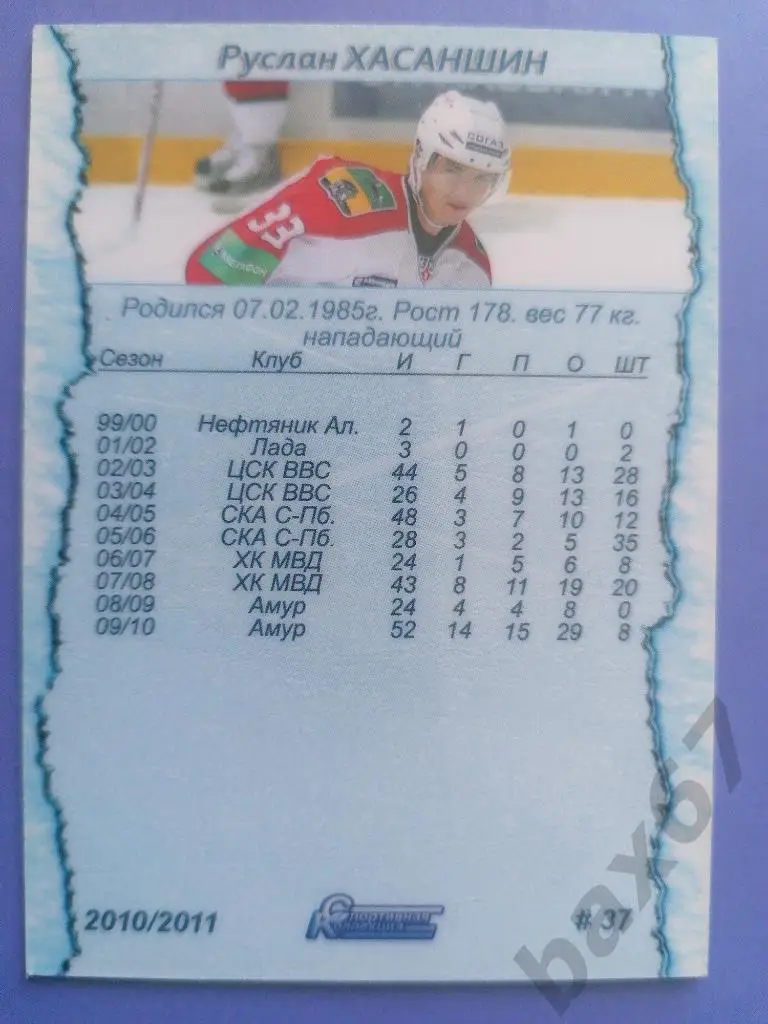 Руслан ХАСАНШИН
СОГАЗ
33
Родился 07.02.1985г. Рост 178. вес 77 кг.
нападающий
Сезон Клуб И Г П О ШТ
99/00 Нефтяник Ал. 2 1 0 1 0
01/02 Лада 3 0 0 0 2
02/03 ЦСК ВВС 44 5 8 13 28
03/04 ЦСК ВВС 26 4 9 13 16
04/05 СКА С-Пб. 48 3 7 10 12
05/06 СКА С-Пб. 28 3 2 5 35
06/07 ХК МВД 24 1 5 6 8
07/08 ХК МВД 43 8 11 19 20
08/09 Амур 24 4 4 8 0
09/10 Амур 52 14 15 29 8
2010/2011 Спортивная Коллекция # 37
bax67